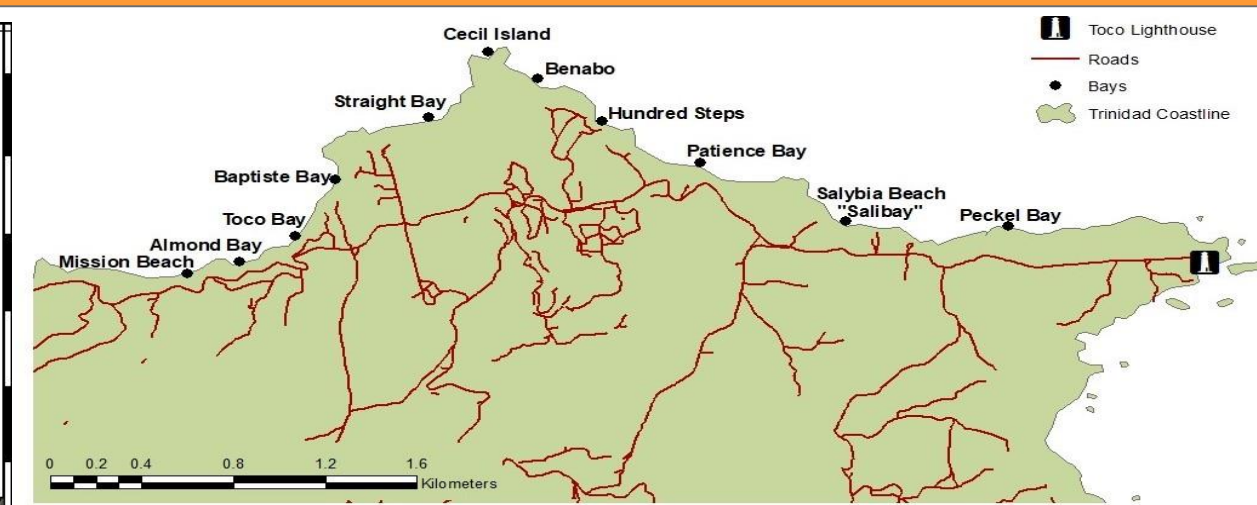 Cecil Island
Benabo
Straight Bay
Hundred Steps
Patience Bay
Baptiste Bay
Salybia Beach
"Salibay"
Peckel Bay
Toco Bay
Almond Bay
Mission Beach
Toco Lighthouse
Roads
Bays
Trinidad Coastline
0 0.2 0.4 0.8 1.2 1.6
Kilometers